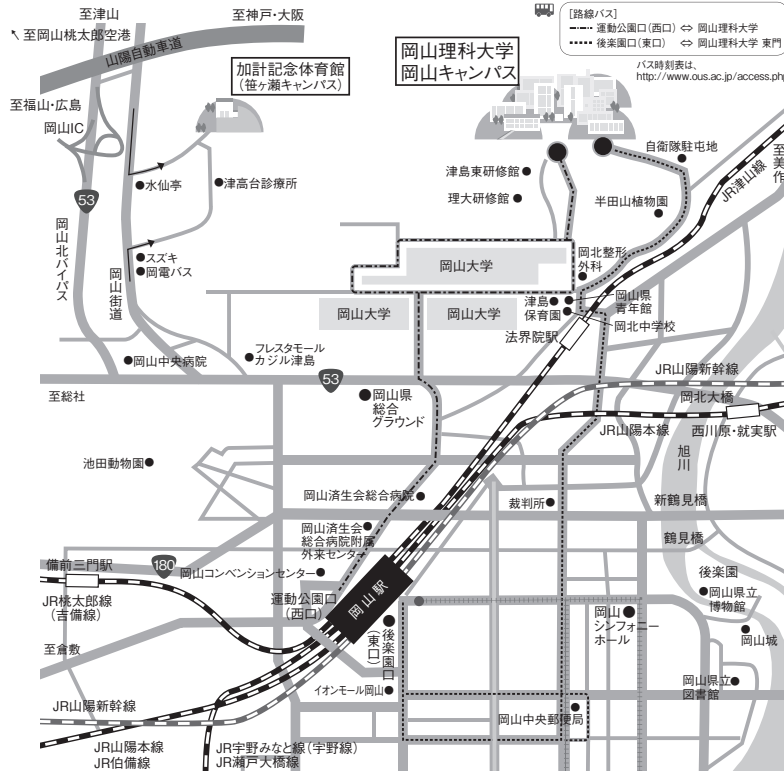 至津山
至神戸・大阪
至岡山桃太郎空港
山陽自動車道
[路線バス]
運動公園口(西口) ⇔ 岡山理科大学
後楽園口(東口) ⇔ 岡山理科大学 東門
バス時刻表は、
http://www.ous.ac.jp/access.php
岡山理科大学
岡山キャンパス
加計記念体育館
(笹ヶ瀬キャンパス)
至福山・広島
岡山IC
53
水仙亭
津高台診療所
スズキ
岡電バス
岡山北バイパス
岡山街道
津島東研修館
理大研修館
自衛隊駐屯地
半田山植物園
JR津山線
至美作
岡山大学
岡北整形
外科
岡山大学
岡山大学
津島
保育園
岡山県
青年館
岡北中学校
法界院駅
岡山中央病院
フレスタモール
カジル津島
53
至総社
岡山県
総合
グラウンド
JR山陽新幹線
岡北大橋
JR山陽本線
西川原・就実駅
旭川
池田動物園
岡山済生会総合病院
裁判所
新鶴見橋
岡山済生会
総合病院附属
外来センター
鶴見橋
備前三門駅
180
岡山コンベンションセンター
後楽園
岡山県立
博物館
JR桃太郎線
(吉備線)
運動公園口
(西口)
岡山駅
後楽園口
(東口)
岡山
シンフォニー
ホール
岡山城
至倉敷
イオンモール岡山
岡山県立
図書館
岡山中央郵便局
JR山陽新幹線
JR山陽本線
JR伯備線
JR宇野みなと線(宇野線)
JR瀬戸大橋線